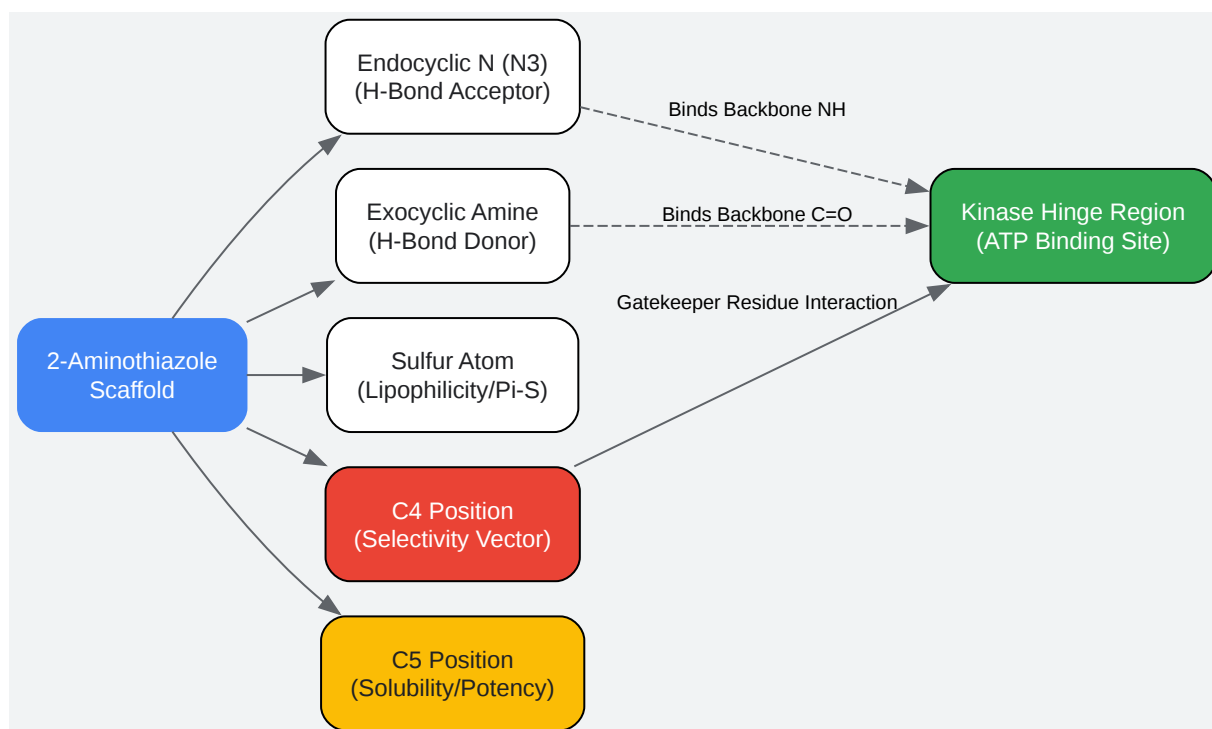 Endocyclic N (N3)
(H-Bond Acceptor)
Binds Backbone NH
Exocyclic Amine
(H-Bond Donor)
Binds Backbone C=O
Kinase Hinge Region
(ATP Binding Site)
Gatekeeper Residue Interaction
2-Aminothiazole
Scaffold
Sulfur Atom
(Lipophilicity/Pi-S)
C4 Position
(Selectivity Vector)
C5 Position
(Solubility/Potency)